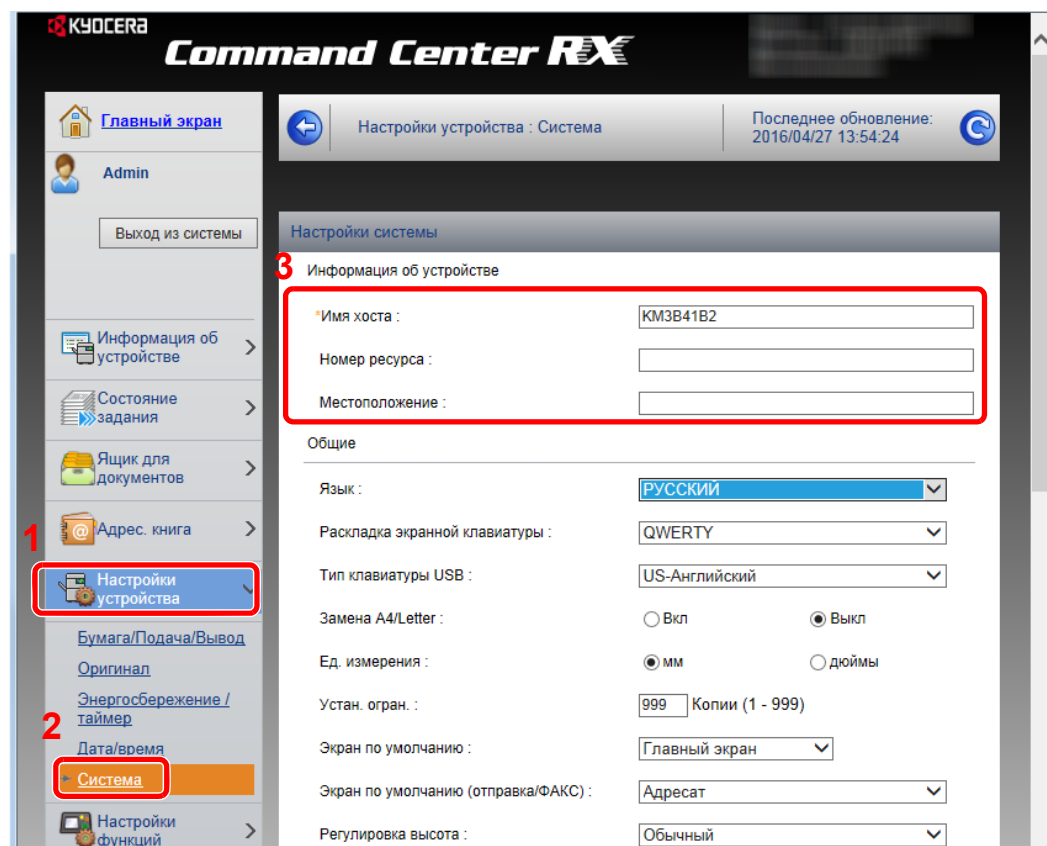 KYOCERA
Command Center RX
Главный экран
Admin
Выход из системы
Информация об
устройстве
Состояние
задания
Ящик для
документов
Адрес. книга
1
Настройки
устройства
Бумага/Подача/Вывод
Оригинал
Энергосбережение /
таймер
2
Дата/время
Система
Настройки
функций
Настройки устройства : Система
Последнее обновление:
2016/04/27 13:54:24
Настройки системы
3
Информация об устройстве
*Имя хоста : KM3B41B2
Номер ресурса :
Местоположение :
Общие
Язык : РУССКИЙ
Раскладка экранной клавиатуры : QWERTY
Тип клавиатуры USB : US-Английский
Замена A4/Letter : Вкл Выкл
Ед. измерения : мм дюймы
Устан. огран. : 999 Копии (1 - 999)
Экран по умолчанию : Главный экран
Экран по умолчанию (отправка/ФАКС) : Адресат
Регулировка высота : Обычный